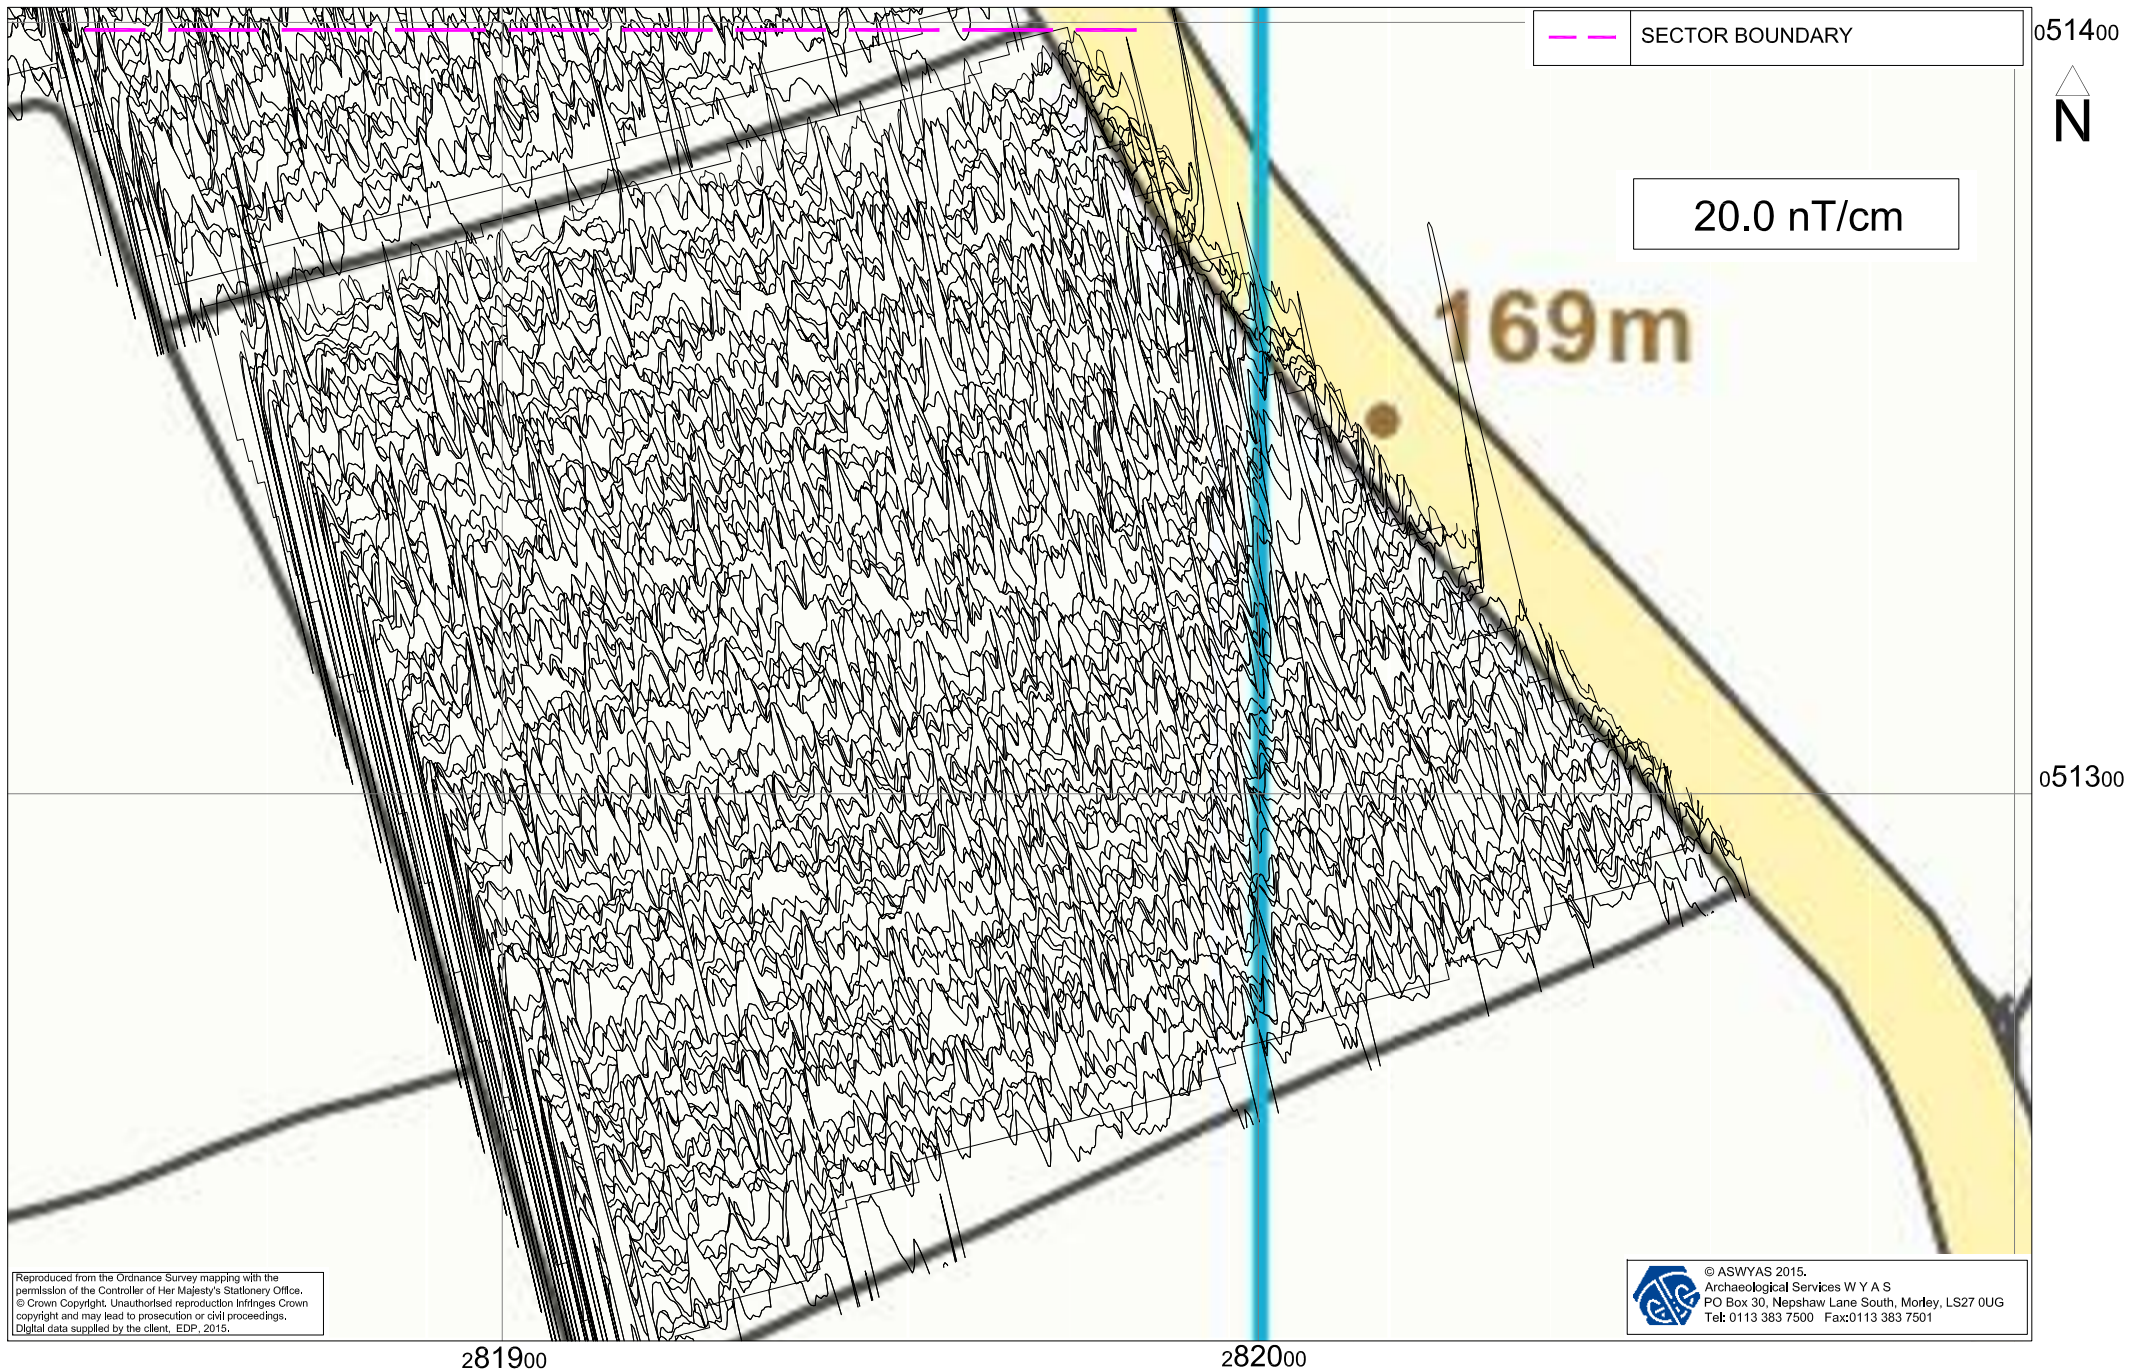 SECTOR BOUNDARY
051400
N
20.0 nT/cm
169m
051300
Reproduced from the Ordnance Survey mapping with the
permission of the Controller of Her Majesty's Stationery Office.
© Crown Copyright. Unauthorised reproduction infringes Crown
copyright and may lead to prosecution or civil proceedings.
Digital data supplied by the client, EDP, 2015.
© ASWYAS 2015.
Archaeological Services W Y A S
PO Box 30, Nepshaw Lane South, Morley, LS27 0UG
Tel: 0113 383 7500 Fax:0113 383 7501
281900
282000